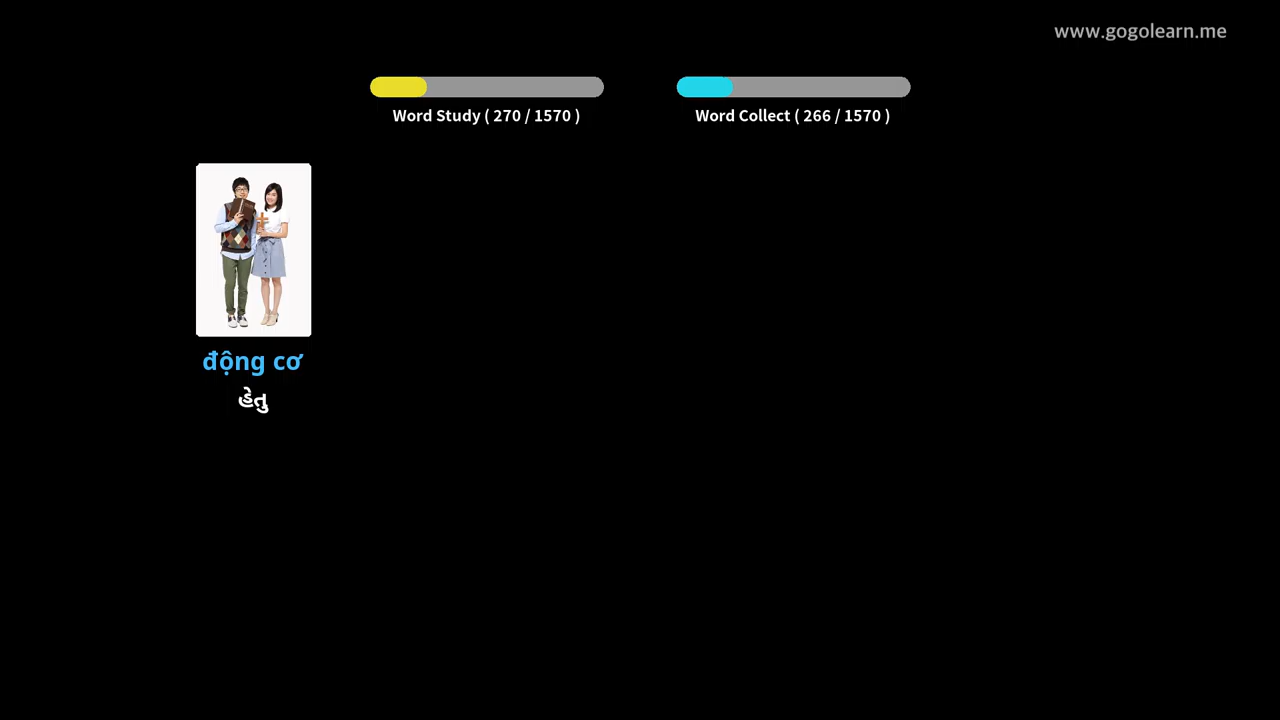 www.gogolearn.me
Word Study ( 270 / 1570 )
Word Collect ( 266 / 1570 )
động cơ
હેતુ